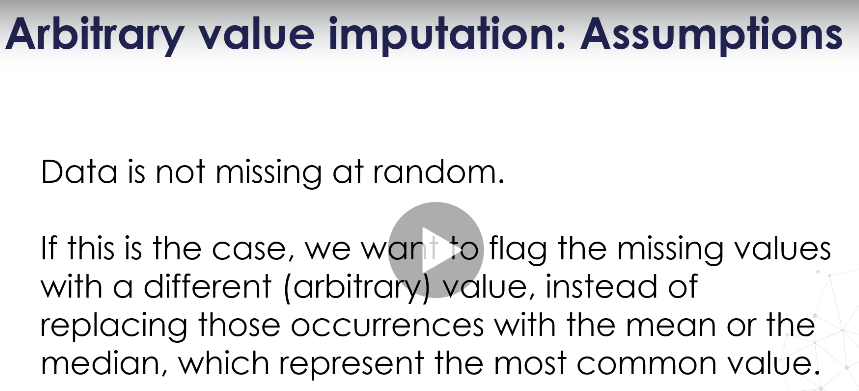 Arbitrary value imputation: Assumptions
Data is not missing at random.
If this is the case, we want to flag the missing values
with a different (arbitrary) value, instead of
replacing those occurrences with the mean or the
median, which represent the most common value.